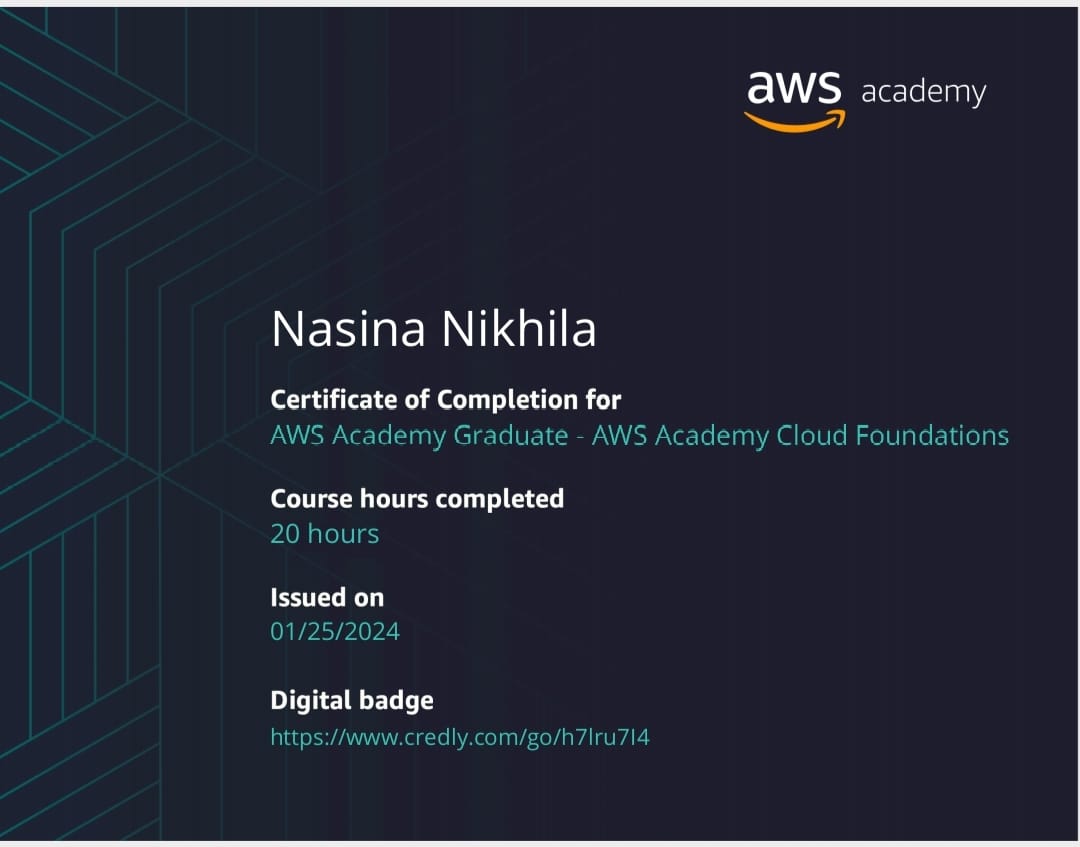 aws academy
Nasina Nikhila
Certificate of Completion for
AWS Academy Graduate - AWS Academy Cloud Foundations
Course hours completed
20 hours
Issued on
01/25/2024
Digital badge
https://www.credly.com/go/h7lru7I4